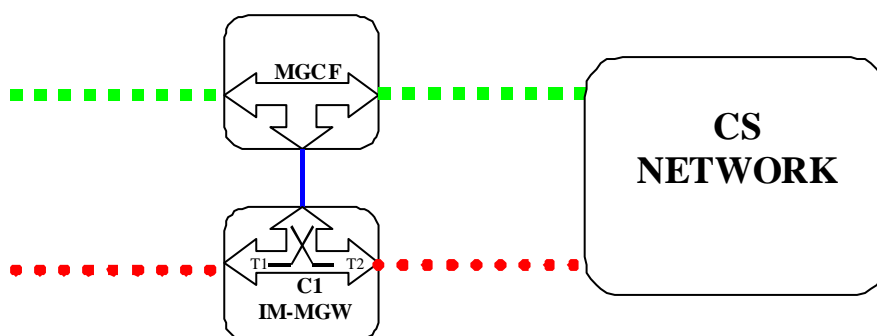 MGCF
CS
NETWORK
T1 T2
C1
IM-MGW